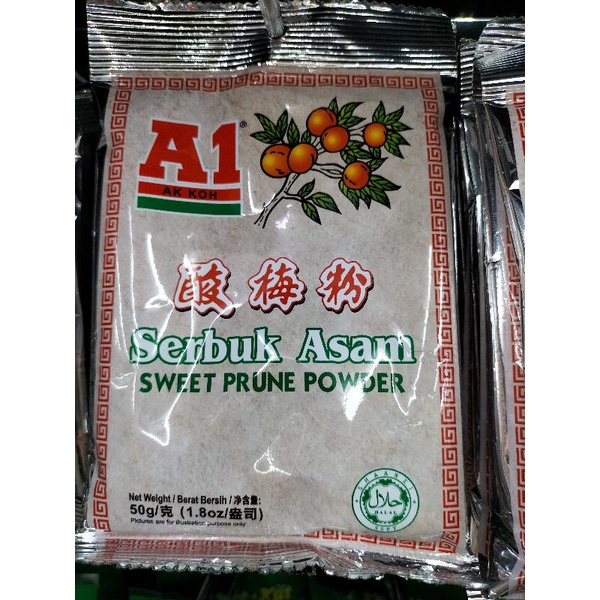 A1®
AK KOH
酸梅粉
Serbuk Asam
SWEET PRUNE POWDER
Net Weight / Berat Bersih / 净含量:
50g/克 (1.8oz/盎司)
Pictures are for illustration purpose only
SHAANXI
حلال
HALAL